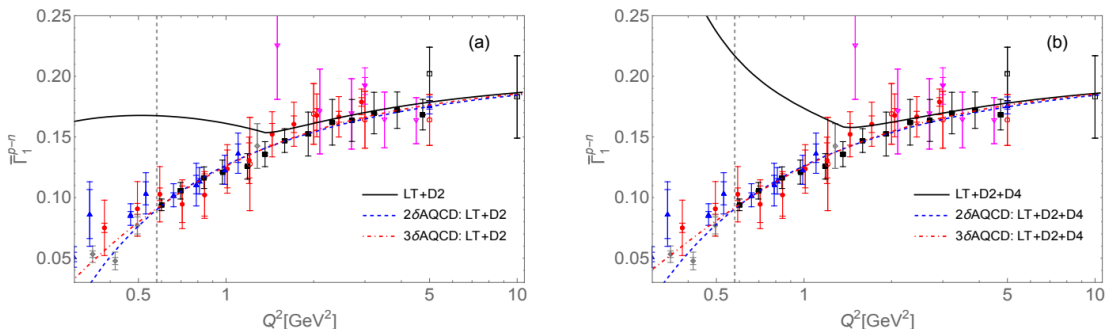 0.25
0.20
0.15
0.10
0.05
Γ̅₁ᵖ⁻ⁿ
(a)
LT+D2
2δAQCD: LT+D2
3δAQCD: LT+D2
0.5 1 5 10
Q²[GeV²]
0.25
0.20
0.15
0.10
0.05
Γ̅₁ᵖ⁻ⁿ
(b)
LT+D2+D4
2δAQCD: LT+D2+D4
3δAQCD: LT+D2+D4
0.5 1 5 10
Q²[GeV²]